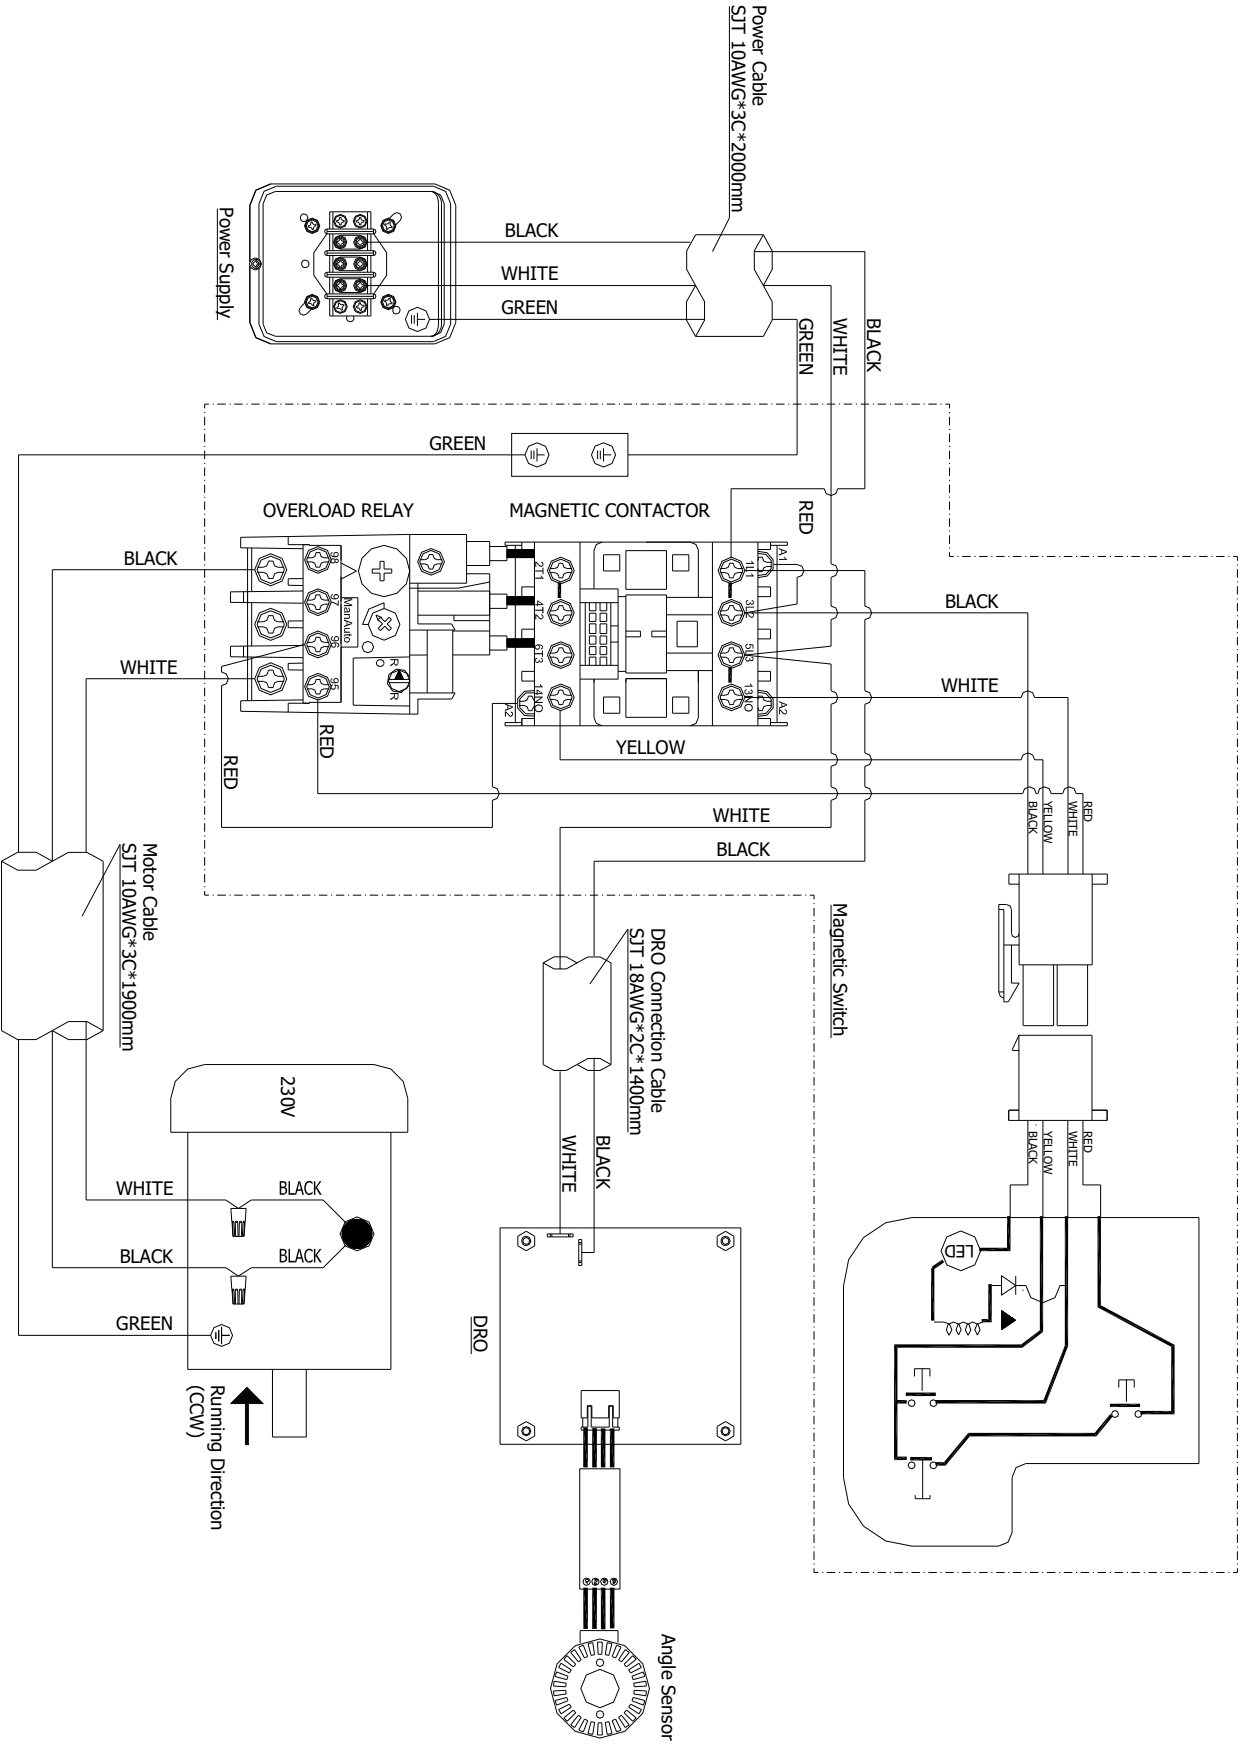 Power Cable
SJT 10AWG*3C*2000mm
Power Supply
BLACK
WHITE
GREEN
BLACK
WHITE
GREEN
GREEN
OVERLOAD RELAY
MAGNETIC CONTACTOR
RED
A1
BLACK
98
97
ManAuto
96
95
R
O
R
2T1
4T2
6T3
14NO
A2
1L1
3L2
5L3
13NO
A2
BLACK
WHITE
WHITE
RED
RED
YELLOW
WHITE
BLACK
RED
WHITE
YELLOW
BLACK
Motor Cable
SJT 10AWG*3C*1900mm
DRO Connection Cable
SJT 18AWG*2C*1400mm
Magnetic Switch
230V
BLACK
WHITE
RED
WHITE
YELLOW
BLACK
WHITE
BLACK
BLACK
BLACK
GREEN
LED
DRO
Running Direction
(CCW)
Angle Sensor